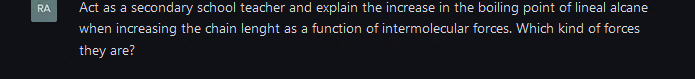 RA
Act as a secondary school teacher and explain the increase in the boiling point of lineal alcane
when increasing the chain lenght as a function of intermolecular forces. Which kind of forces
they are?